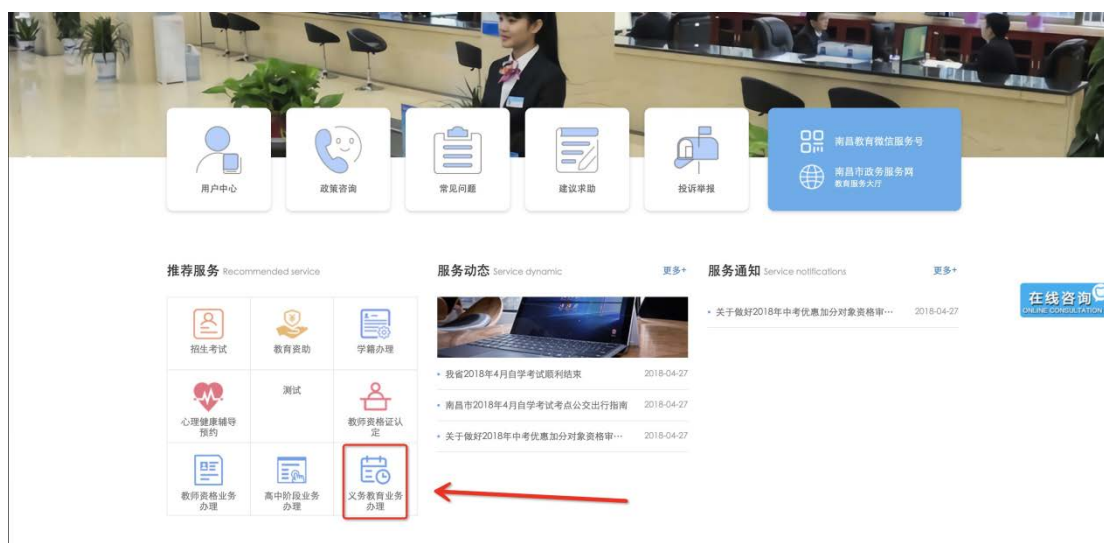 南昌教育微信服务号
南昌市政务服务网
教育服务大厅
用户中心
政策咨询
常见问题
建议求助
投诉举报
推荐服务 Recommended service
服务动态 Service dynamic
更多+
服务通知 Service notifications
更多+
招生考试
教育资助
学籍办理
心理健康辅导
预约
测试
教师资格证认
定
教师资格业务
办理
高中阶段业务
办理
义务教育业务
办理
• 我省2018年4月自学考试顺利结束 2018-04-27
• 南昌市2018年4月自学考试考点公交出行指南 2018-04-27
• 关于做好2018年中考优惠加分对象资格审… 2018-04-27
• 关于做好2018年中考优惠加分对象资格审… 2018-04-27
在线咨询
ONLINE CONSULTATION